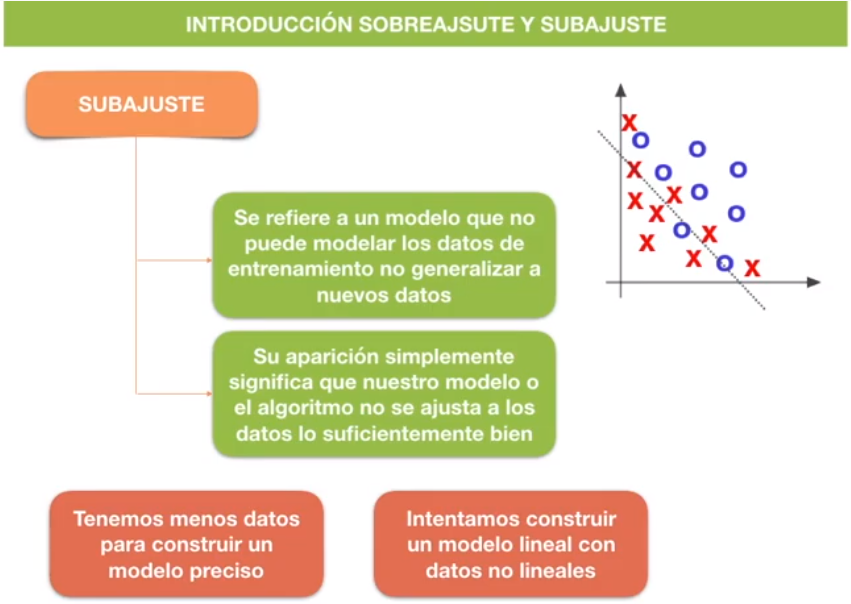 INTRODUCCIÓN SOBREAJSUTE Y SUBAJUSTE
SUBAJUSTE
Se refiere a un modelo que no
puede modelar los datos de
entrenamiento no generalizar a
nuevos datos
Su aparición simplemente
significa que nuestro modelo o
el algoritmo no se ajusta a los
datos lo suficientemente bien
Tenemos menos datos
para construir un
modelo preciso
Intentamos construir
un modelo lineal con
datos no lineales